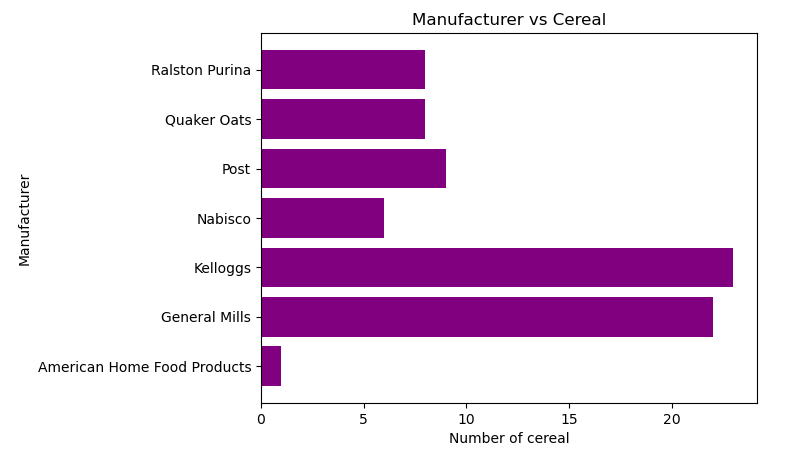 Manufacturer vs Cereal
Ralston Purina
Quaker Oats
Post
Nabisco
Kelloggs
General Mills
American Home Food Products
Manufacturer
0 5 10 15 20
Number of cereal